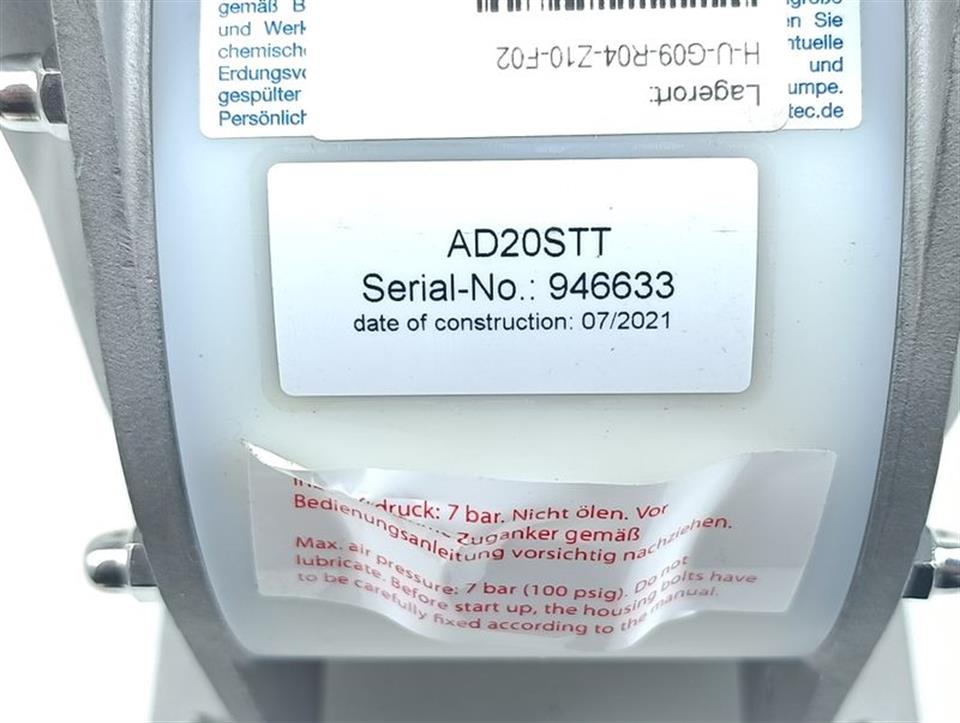 gemäß B
und Werk
chemische
Erdungsvo
gespülter
Persönlich
en Sie
und
umpe.
tec.de
Lagerort:
H-U-G09-R04-Z10-F02
AD20STT
Serial-No.: 946633
date of construction: 07/2021
druck: 7 bar. Nicht ölen. Vor
Zuganker gemäß
Bedienungsanleitung vorsichtig nachziehen.
Max. air pressure: 7 bar (100 psig). Do not
lubricate. Before start up, the housing bolts have
to be carefully fixed according to the manual.